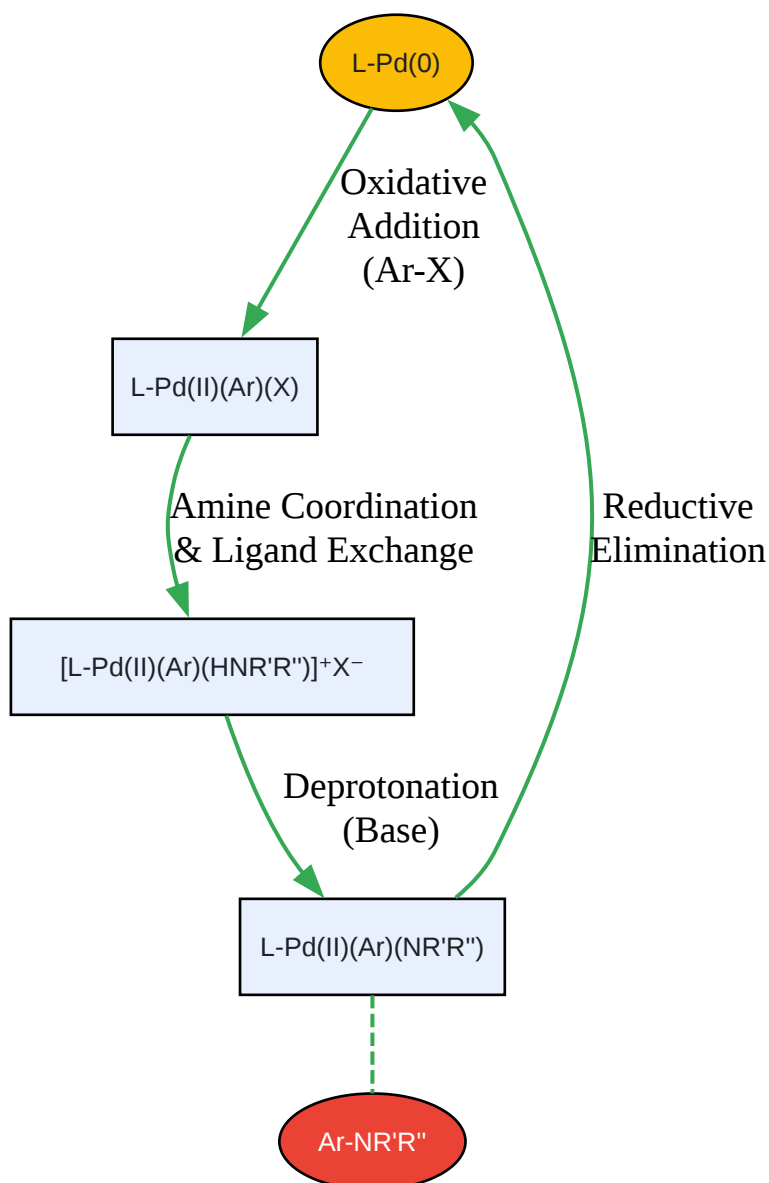 L-Pd(0)
Oxidative
Addition
(Ar-X)
L-Pd(II)(Ar)(X)
Amine Coordination
& Ligand Exchange
Reductive
Elimination
[L-Pd(II)(Ar)(HNR'R'')]⁺X⁻
Deprotonation
(Base)
L-Pd(II)(Ar)(NR'R'')
Ar-NR'R''